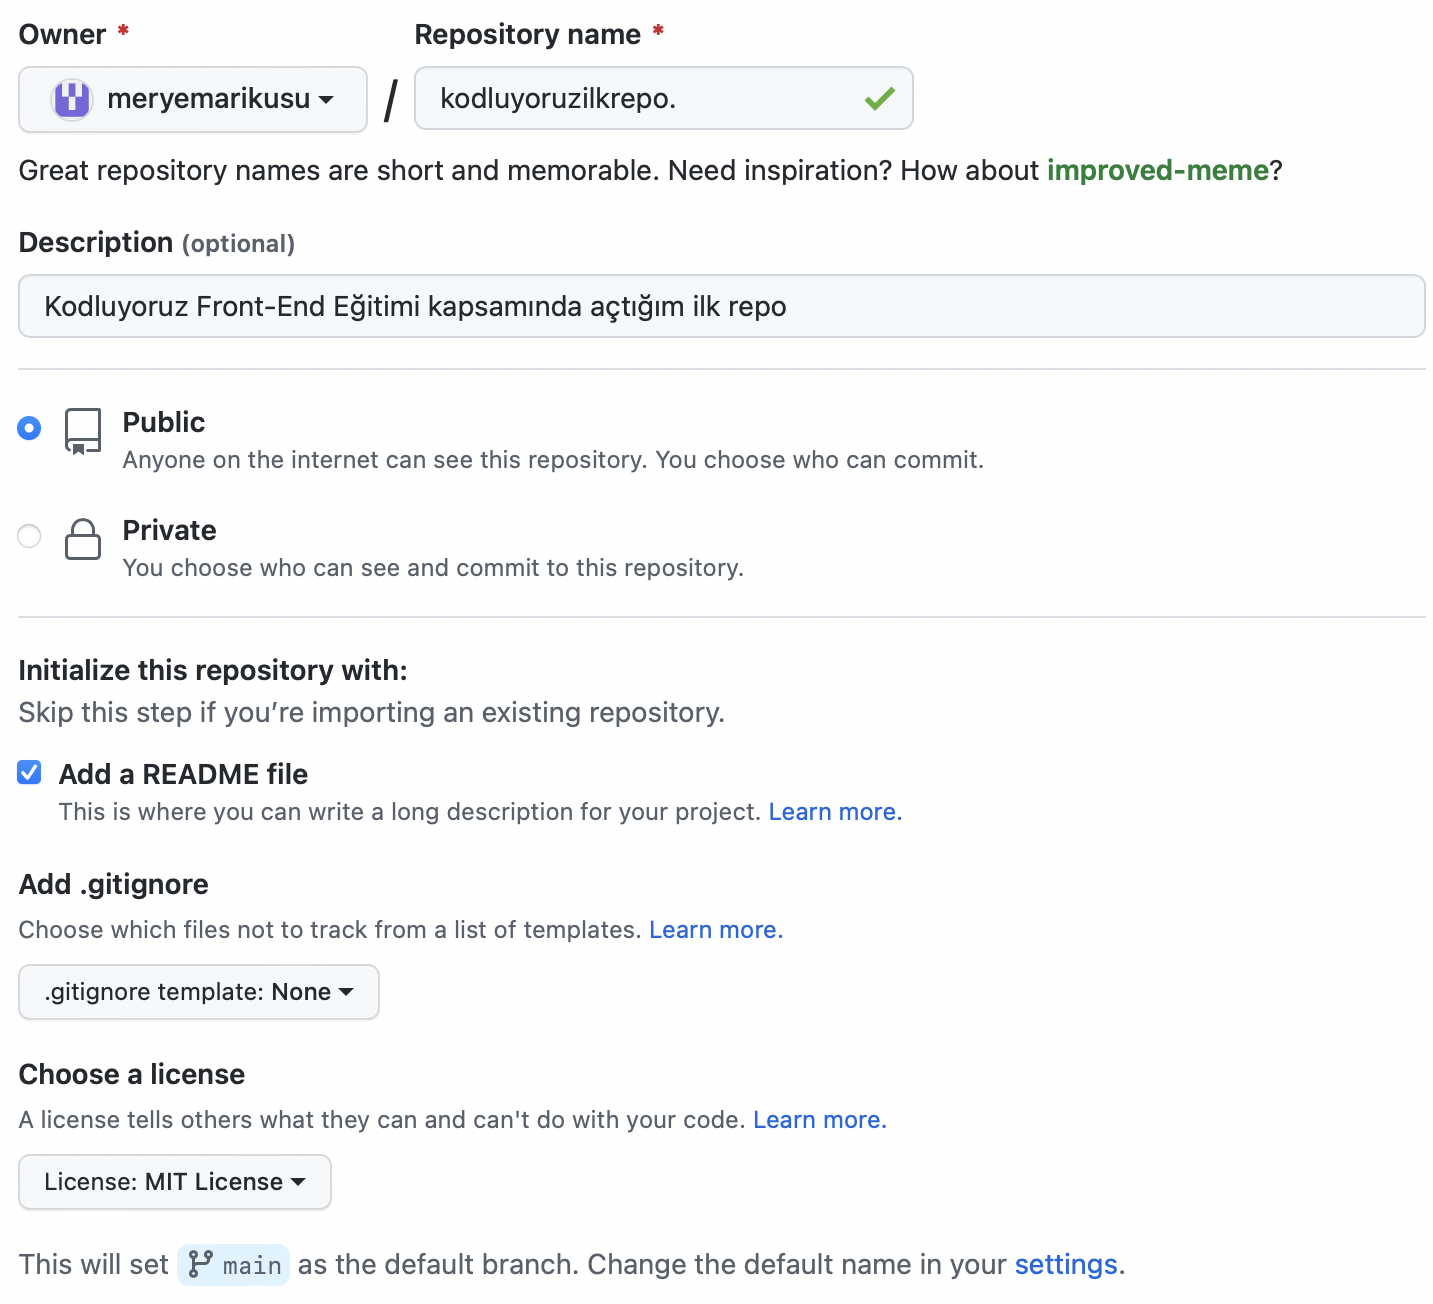 Owner * Repository name *
meryemarikusu / kodluyoruzilkrepo.
Great repository names are short and memorable. Need inspiration? How about improved-meme?
Description (optional)
Kodluyoruz Front-End Eğitimi kapsamında açtığım ilk repo
Public
Anyone on the internet can see this repository. You choose who can commit.
Private
You choose who can see and commit to this repository.
Initialize this repository with:
Skip this step if you’re importing an existing repository.
Add a README file
This is where you can write a long description for your project. Learn more.
Add .gitignore
Choose which files not to track from a list of templates. Learn more.
.gitignore template: None
Choose a license
A license tells others what they can and can't do with your code. Learn more.
License: MIT License
This will set main as the default branch. Change the default name in your settings.